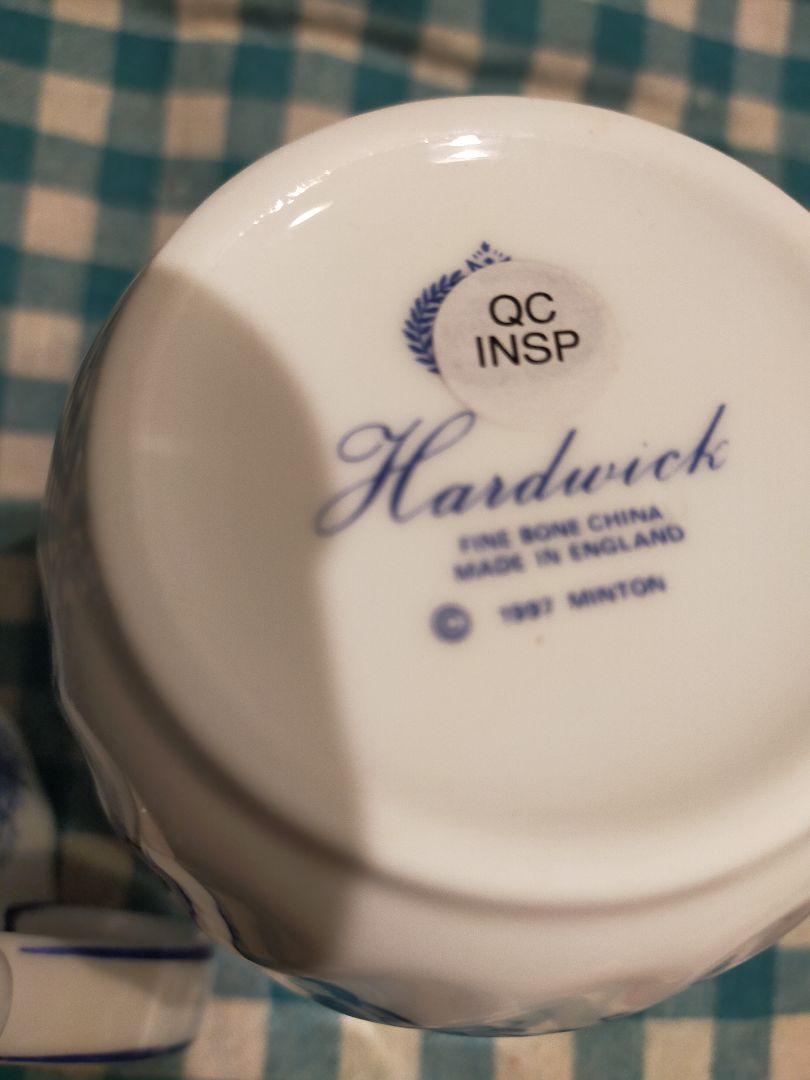 QC
INSP
Hardwick
FINE BONE CHINA
MADE IN ENGLAND
© 1997 MINTON